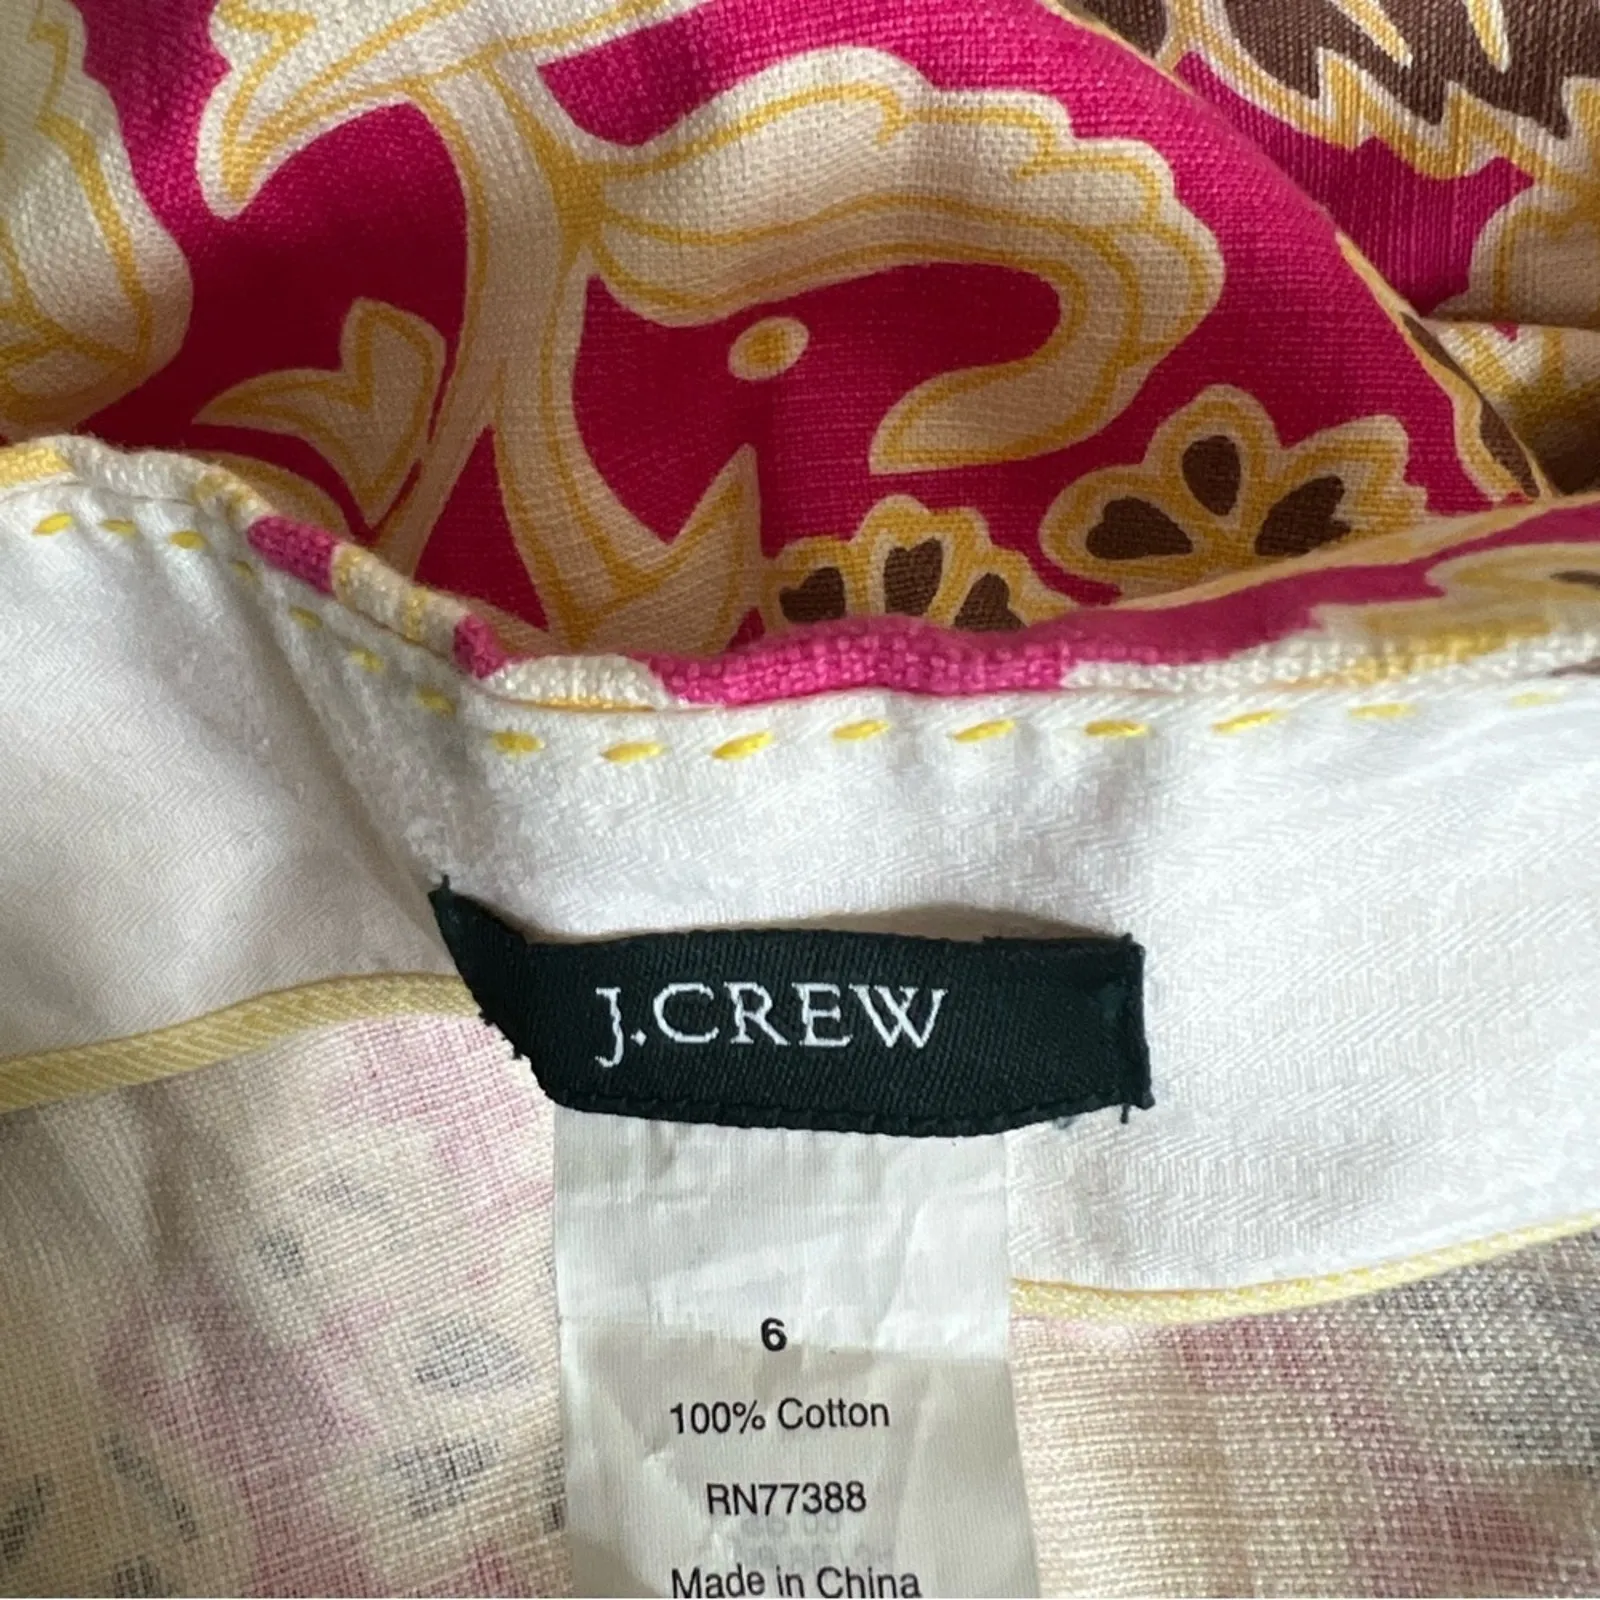 J.CREW
6
100% Cotton
RN77388
Made in China